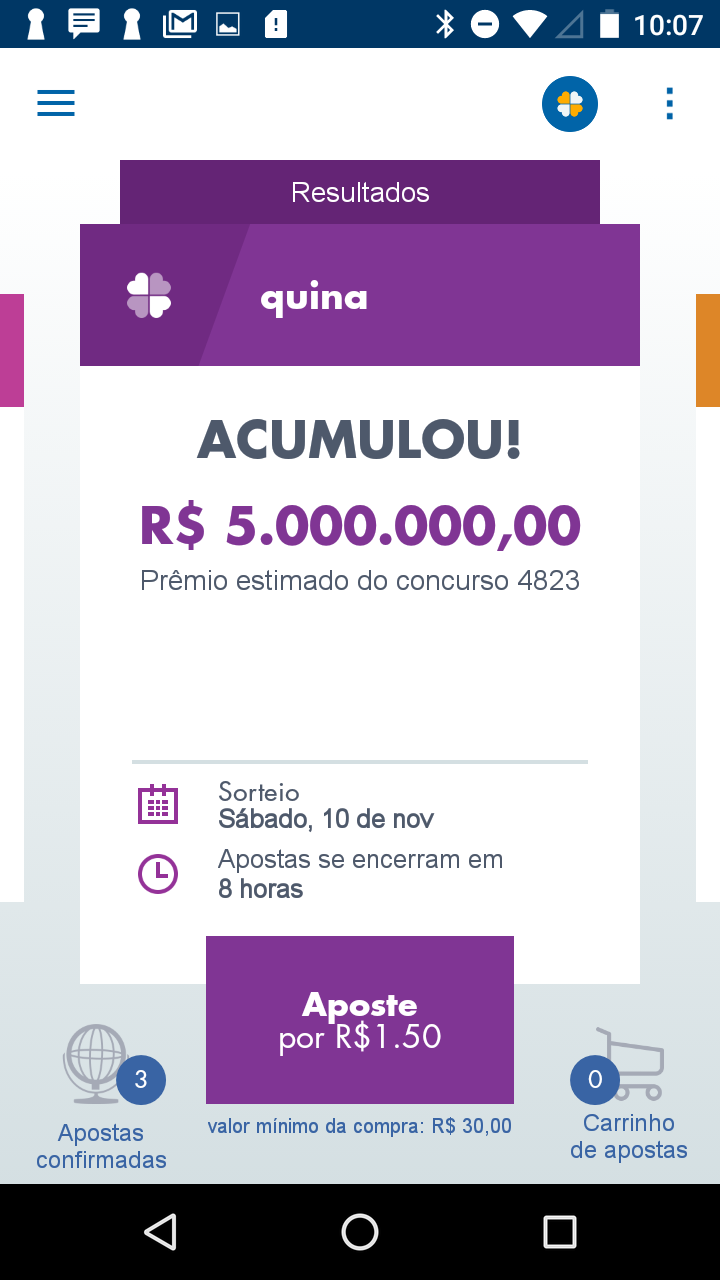 10:07
Resultados
quina
ACUMULOU!
R$ 5.000.000,00
Prêmio estimado do concurso 4823
Sorteio
Sábado, 10 de nov
Apostas se encerram em
8 horas
Aposte
por R$1.50
valor mínimo da compra: R$ 30,00
3
Apostas
confirmadas
0
Carrinho
de apostas